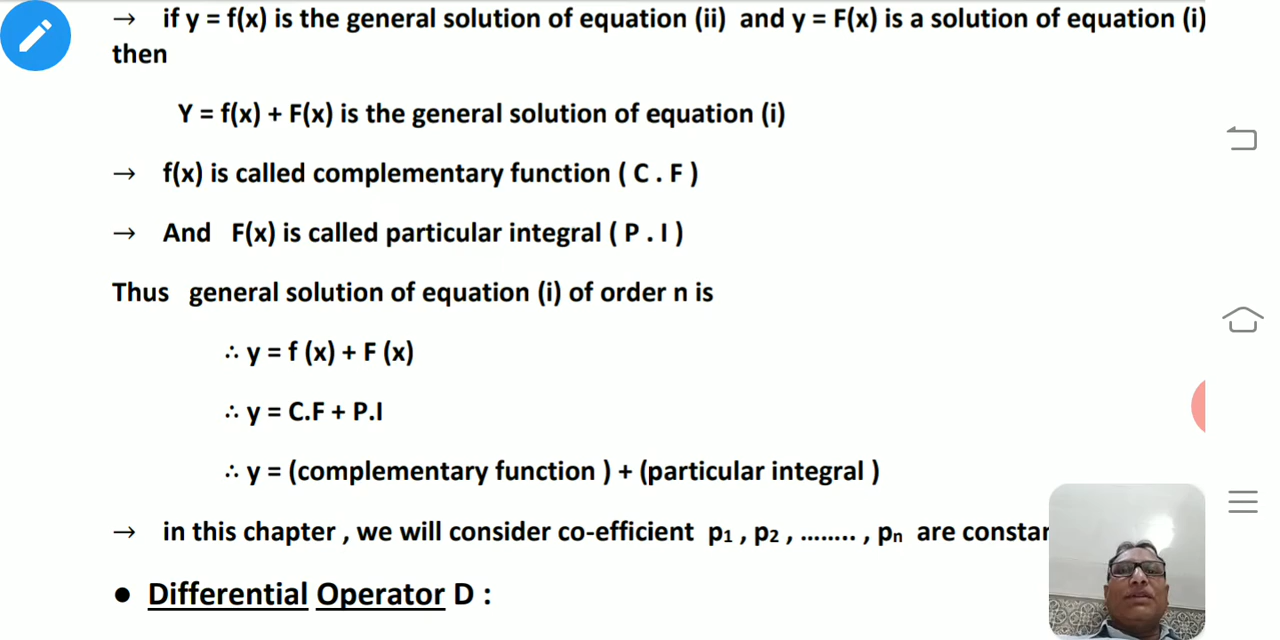 → if y = f(x) is the general solution of equation (ii) and y = F(x) is a solution of equation (i)
then
Y = f(x) + F(x) is the general solution of equation (i)
→ f(x) is called complementary function ( C . F )
→ And F(x) is called particular integral ( P . I )
Thus general solution of equation (i) of order n is
∴ y = f (x) + F (x)
∴ y = C.F + P.I
∴ y = (complementary function ) + (particular integral )
→ in this chapter , we will consider co-efficient p₁ , p₂ , ........ , pₙ are
● Differential Operator D :